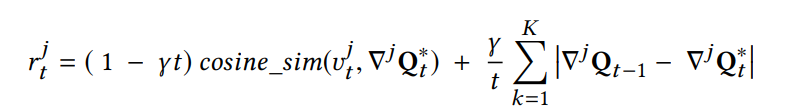 r_t^j = ( 1 − γt) cosine_sim(v_t^j, ∇^j Q_t^*) + γ/t ∑_{k=1}^{K} |∇^j Q_{t−1} − ∇^j Q_t^*|